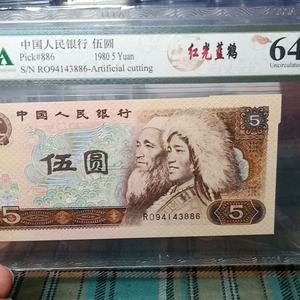 A
中国人民银行 伍圆
Pick#886 1980 5 Yuan
S/N RO94143886-Artificial cutting
红光蓝鹤
64
Uncirculated
中国人民银行
伍圆
5
5
RO94143886